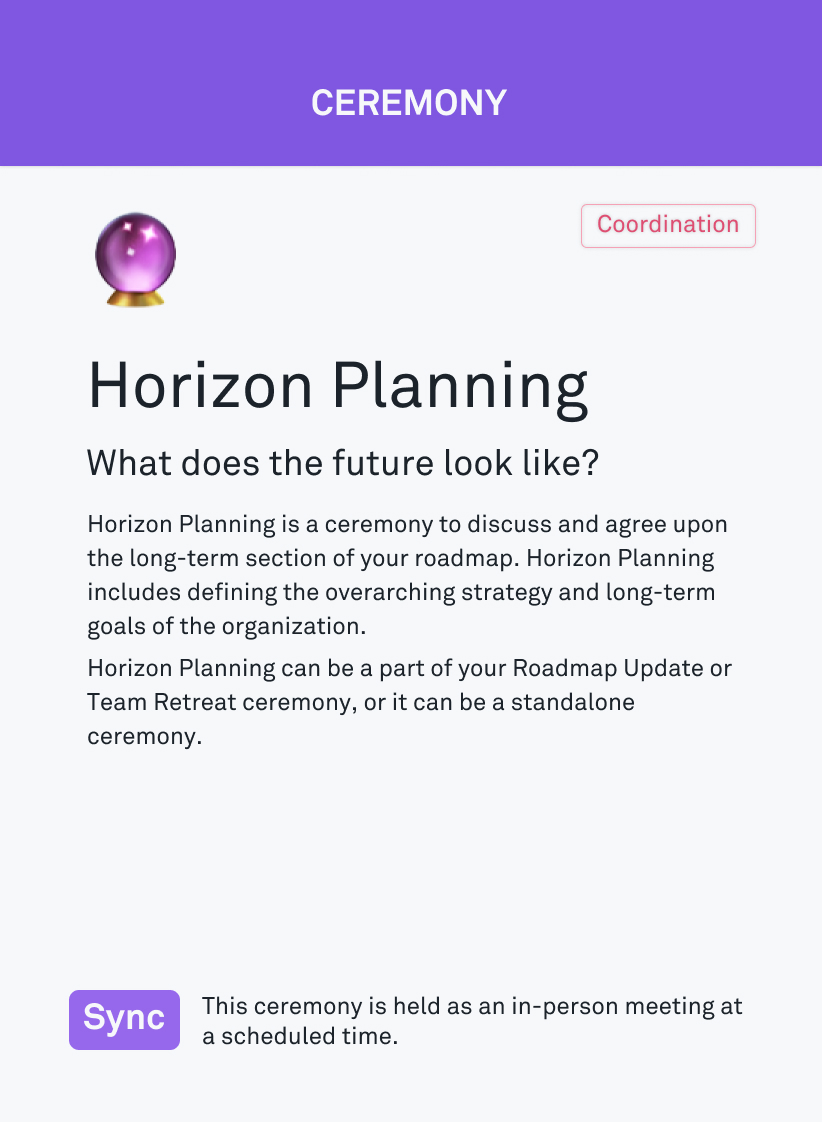 CEREMONY
Coordination
Horizon Planning
What does the future look like?
Horizon Planning is a ceremony to discuss and agree upon
the long-term section of your roadmap. Horizon Planning
includes defining the overarching strategy and long-term
goals of the organization.
Horizon Planning can be a part of your Roadmap Update or
Team Retreat ceremony, or it can be a standalone
ceremony.
Sync
This ceremony is held as an in-person meeting at
a scheduled time.